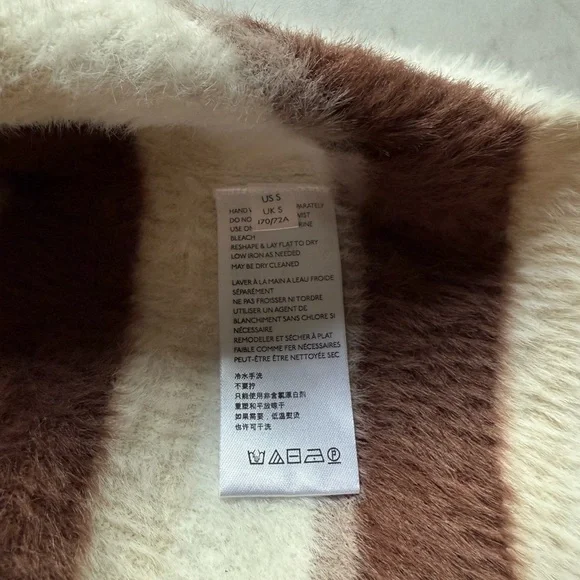 US S
UK S
170/72A
HAND
DO NO
USE OF
BLEACH
RESHAPE & LAY FLAT TO DRY
LOW IRON AS NEEDED
MAY BE DRY CLEANED
LAVER À LA MAIN A L'EAU FROIDE
SÉPARÉMENT
NE PAS FROISSER NI TORDRE
UTILISER UN AGENT DE
BLANCHIMENT SANS CHLORE SI
NÉCESSAIRE
REMODELER ET SÉCHER À PLAT
FAIBLE COMME FER NÉCESSAIRES
PEUT-ÊTRE ÊTRE NETTOYÉE SEC
冷水手洗
不要拧
只能使用非食氯漂白剂
重塑和平放晾干
如果需要，低温熨烫
也许可干洗
P